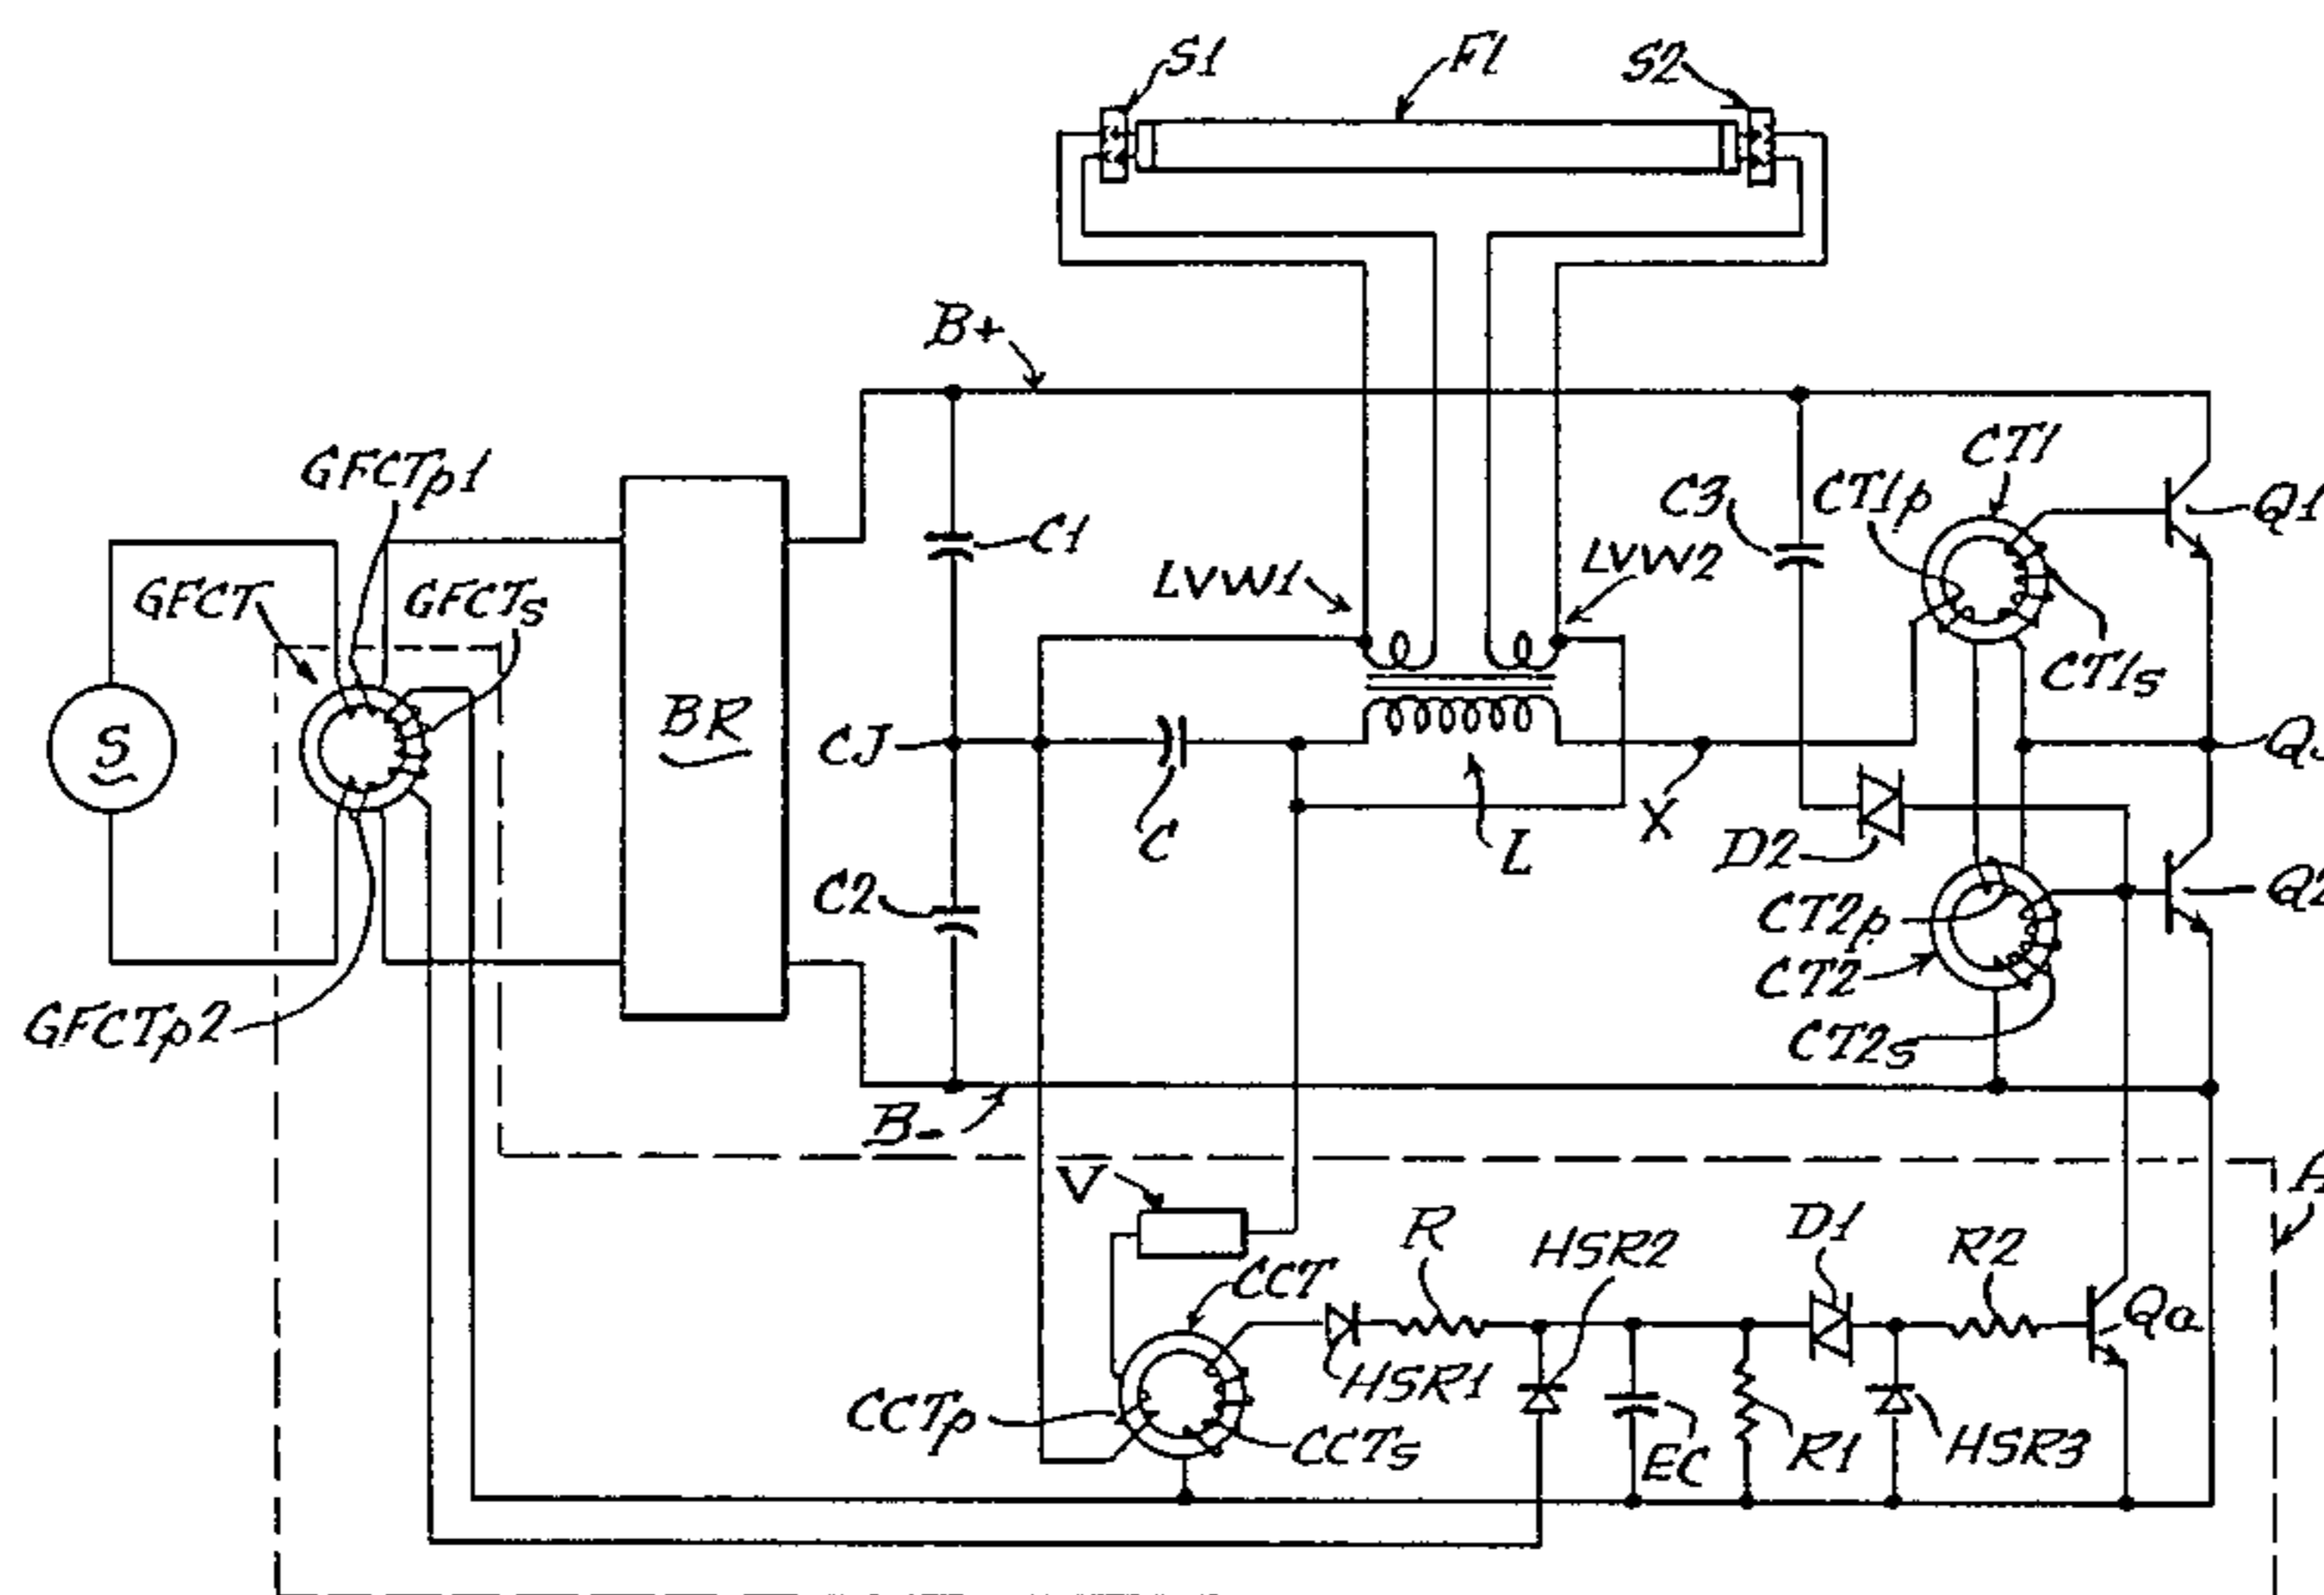 S1
Fl
S2
B+
GFCTp1
CT1
C3
CT1p
Q1
C1
LVW1
LVW2
GFCT
GFCTs
CT1s
S
BR
CJ
C
L
X
D2
C2
CT2p
Q2
CT2
GFCTp2
CT2s
B-
V
R
HSR2
D1
R2
CCT
Qa
HSR1
CCTp
CCTs
EC
R1
HSR3